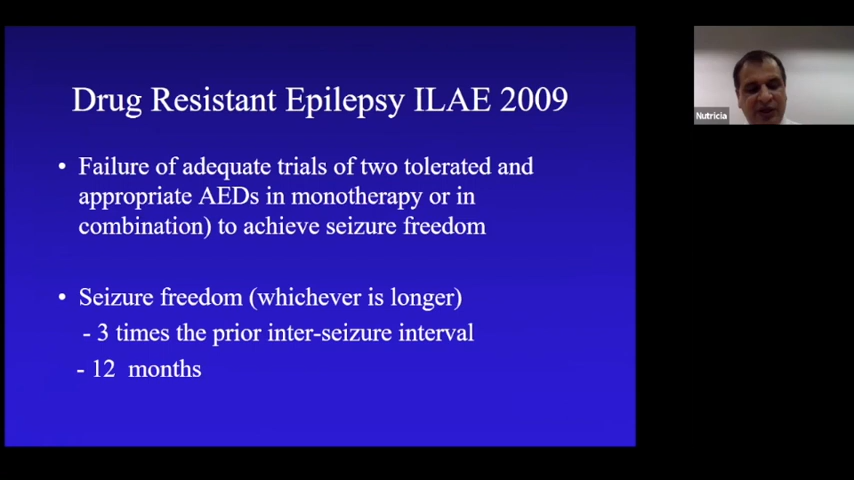 Drug Resistant Epilepsy ILAE 2009
• Failure of adequate trials of two tolerated and
appropriate AEDs in monotherapy or in
combination) to achieve seizure freedom
• Seizure freedom (whichever is longer)
- 3 times the prior inter-seizure interval
- 12 months
Nutricia